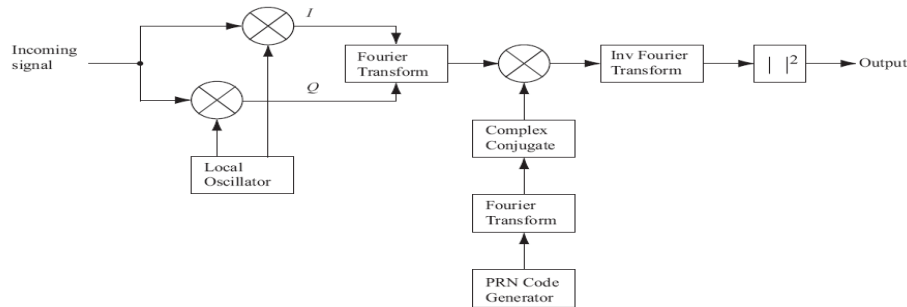 I
Incoming
signal
Fourier
Transform
Inv Fourier
Transform
| |²
Output
Q
Complex
Conjugate
Local
Oscillator
Fourier
Transform
PRN Code
Generator